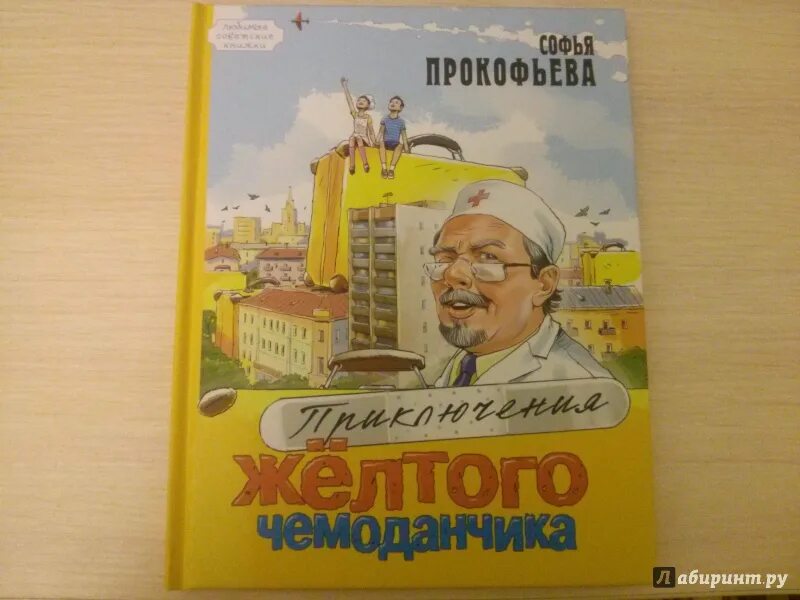 любимые
советские
книжки
СОФЬЯ
ПРОКОФЬЕВА
Приключения
ЖЁЛТОГО
чемоданчика
Лабиринт.ру